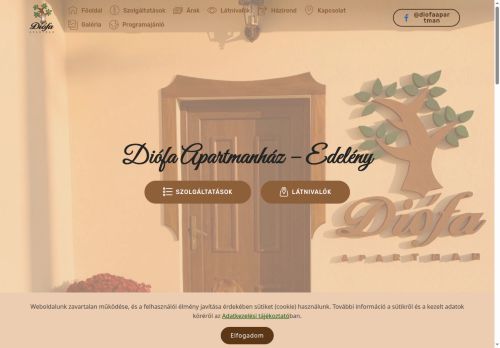 Diófa
APARTMAN
Főoldal
Szolgáltatások
Árak
Látnivalók
Házirend
Kapcsolat
Galéria
Programajánló
@diofaapar
tman
Diófa Apartmanház – Edelény
SZOLGÁLTATÁSOK
LÁTNIVALÓK
Diófa
APARTMAN
Weboldalunk zavartalan működése, és a felhasználói élmény javítása érdekében sütiket (cookie) használunk. További információ a sütikről és a kezelt adatok
köréről az Adatkezelési tájékoztatóban.
Elfogadom